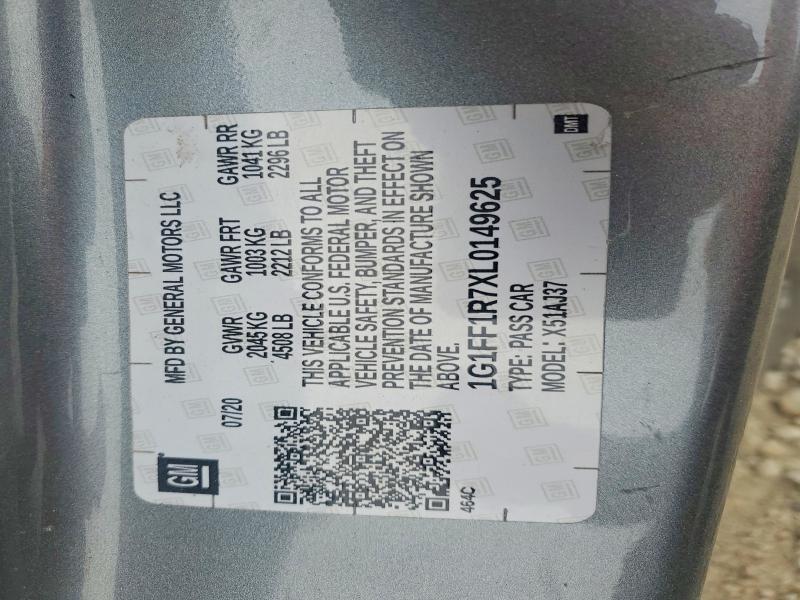 GM
MFD BY GENERAL MOTORS LLC
07/20 GVWR GAWR FRT GAWR RR
2045 KG 1003 KG 1041 KG
4508 LB 2212 LB 2296 LB
THIS VEHICLE CONFORMS TO ALL
APPLICABLE U.S. FEDERAL MOTOR
VEHICLE SAFETY, BUMPER, AND THEFT
PREVENTION STANDARDS IN EFFECT ON
THE DATE OF MANUFACTURE SHOWN
ABOVE.
464C
1G1FF1R7XL0149625
TYPE: PASS CAR
MODEL: X51AJ37
DMT